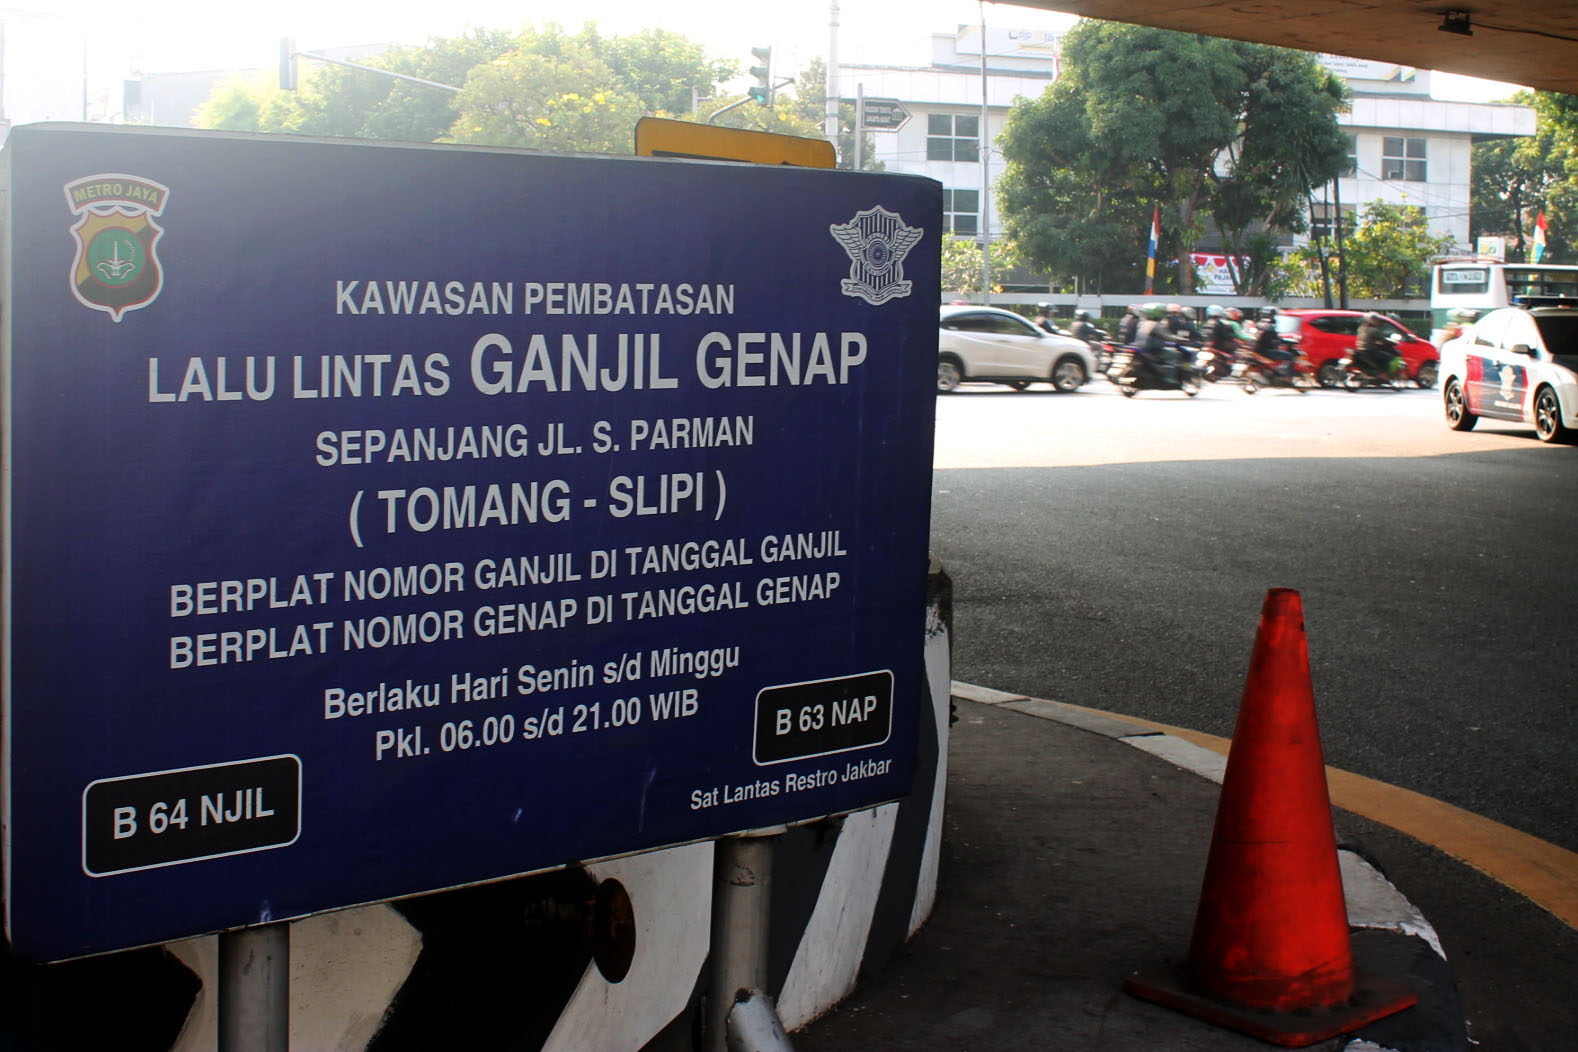 METRO JAYA
KAWASAN PEMBATASAN
LALU LINTAS GANJIL GENAP
SEPANJANG JL. S. PARMAN
( TOMANG - SLIPI )
BERPLAT NOMOR GANJIL DI TANGGAL GANJIL
BERPLAT NOMOR GENAP DI TANGGAL GENAP
Berlaku Hari Senin s/d Minggu
Pkl. 06.00 s/d 21.00 WIB
B 64 NJIL
B 63 NAP
Sat Lantas Restro Jakbar
djp